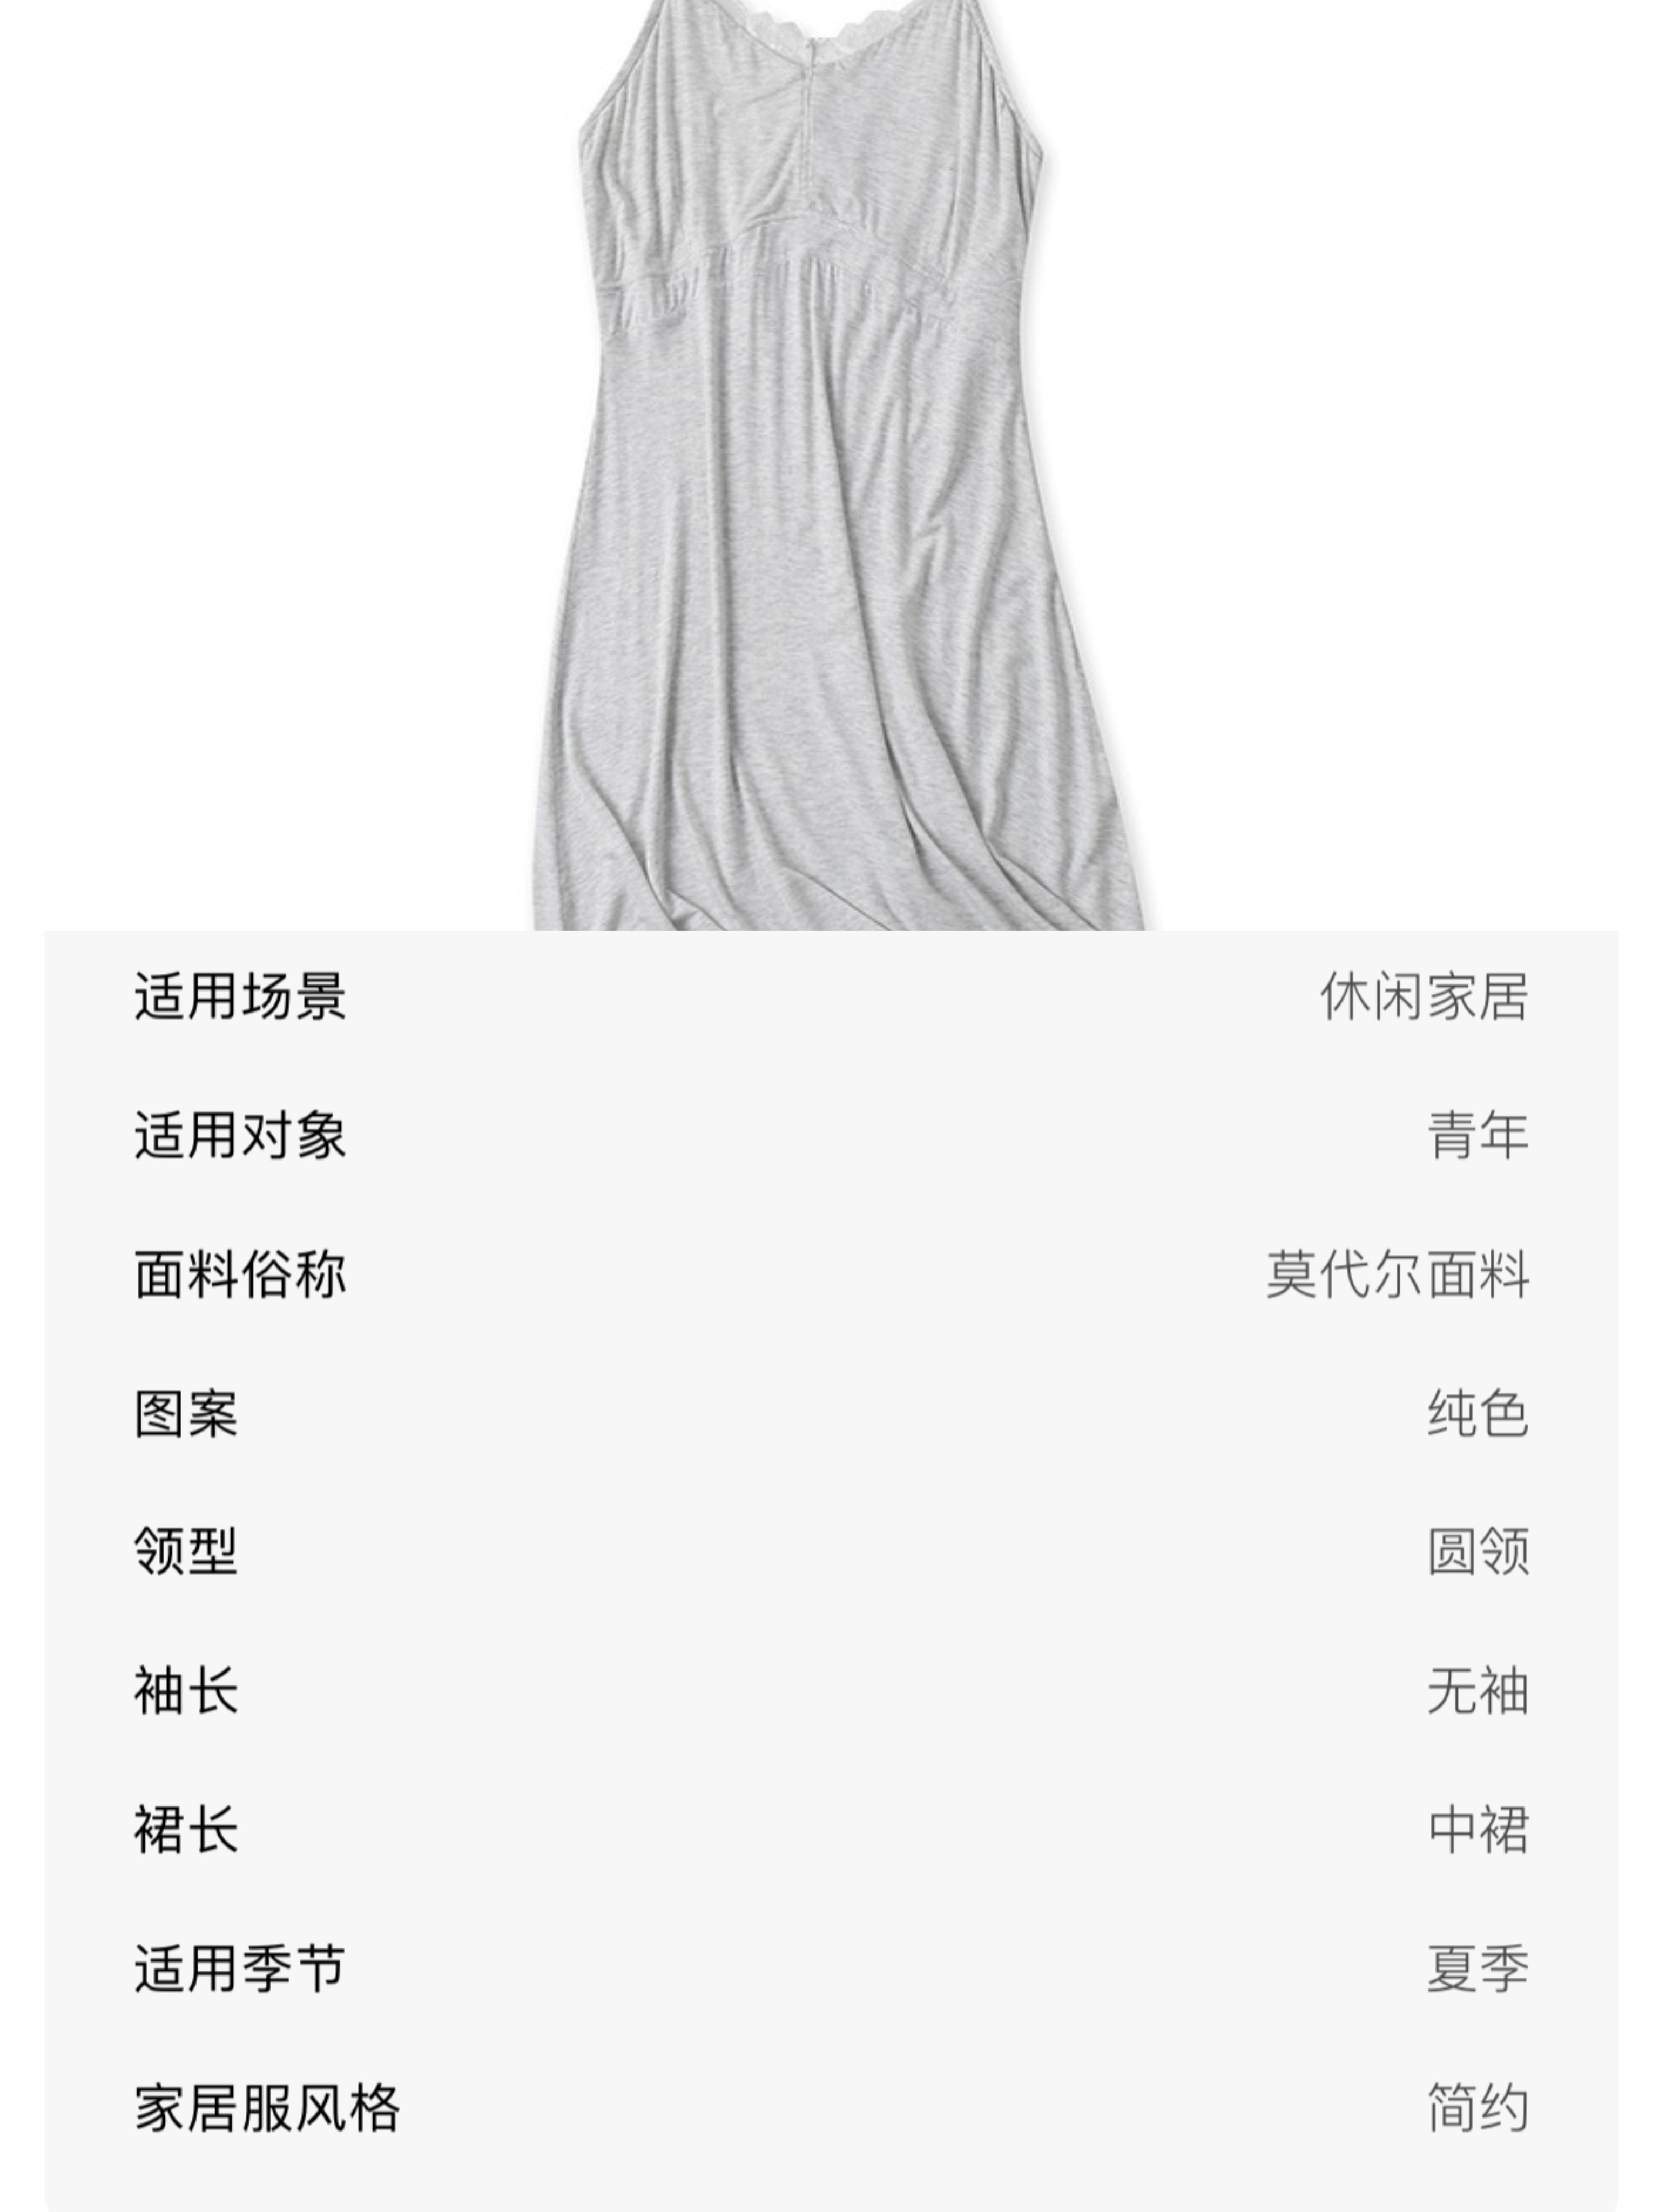 适用场景 休闲家居
适用对象 青年
面料俗称 莫代尔面料
图案 纯色
领型 圆领
袖长 无袖
裙长 中裙
适用季节 夏季
家居服风格 简约